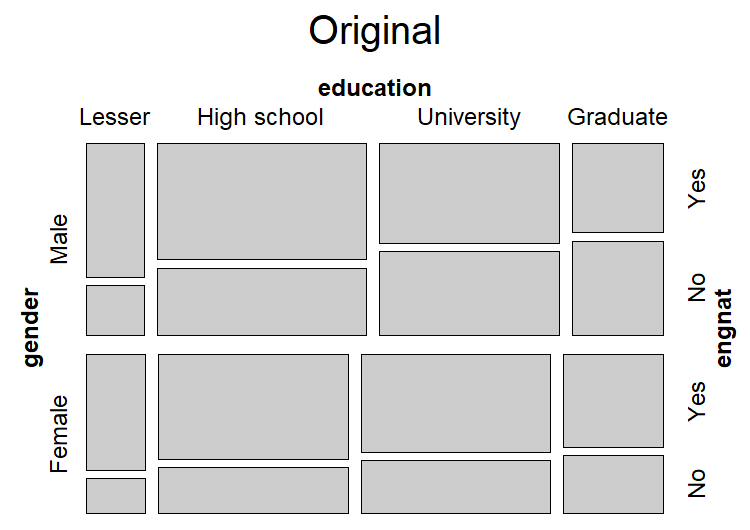 Original
education
Lesser High school University Graduate
gender
Male
Female
Yes
No
Yes
No
engnat